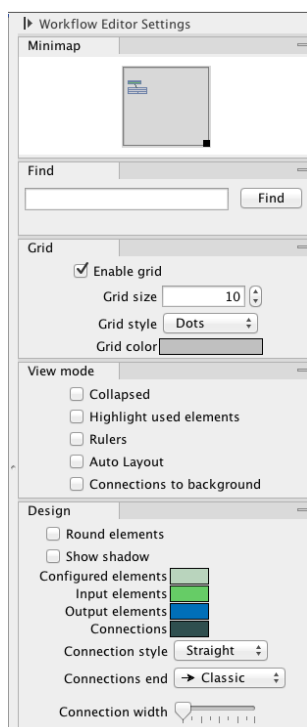 Workflow Editor Settings
Minimap
Find
Find
Grid
Enable grid
Grid size 10
Grid style Dots
Grid color
View mode
Collapsed
Highlight used elements
Rulers
Auto Layout
Connections to background
Design
Round elements
Show shadow
Configured elements
Input elements
Output elements
Connections
Connection style Straight
Connections end Classic
Connection width